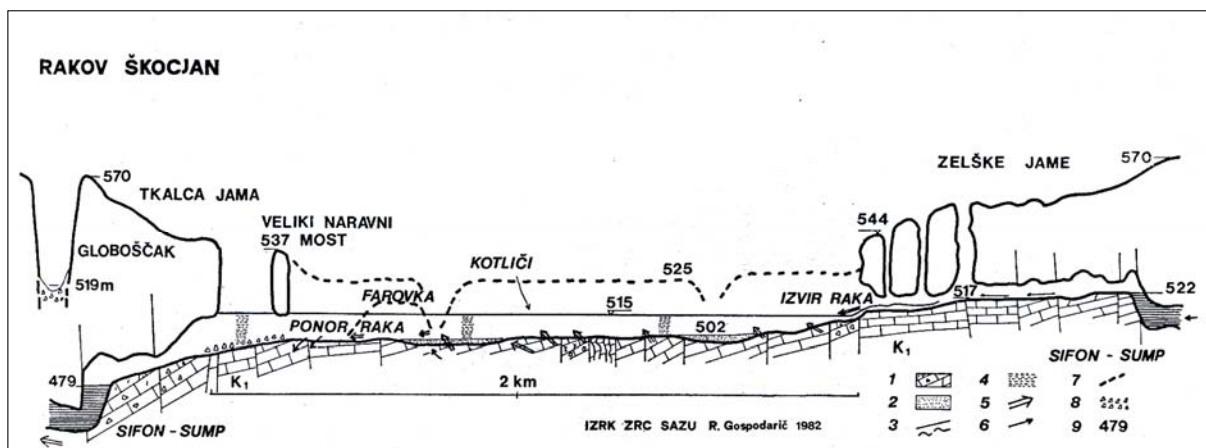 RAKOV ŠKOCJAN
570
TKALCA JAMA
GLOBOŠČAK
519m
VELIKI NARAVNI
MOST
537
KOTLIČI
525
FAROVKA
515
PONOR RAKA
502
ZELŠKE JAME
570
544
IZVIR RAKA
517
522
479
K1
2 km
K1
SIFON - SUMP
SIFON - SUMP
IZRK ZRC SAZU R. Gospodarič 1982
1 4 7
2 5 8
3 6 9 479